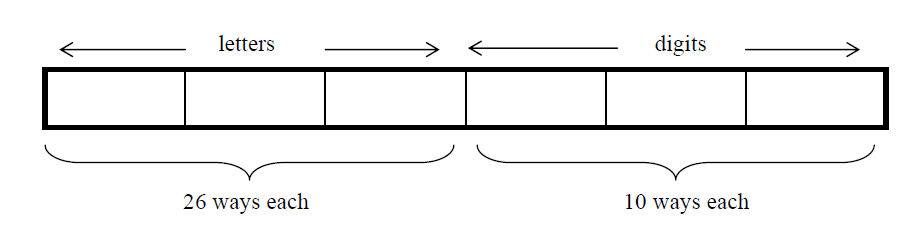 letters digits
26 ways each 10 ways each